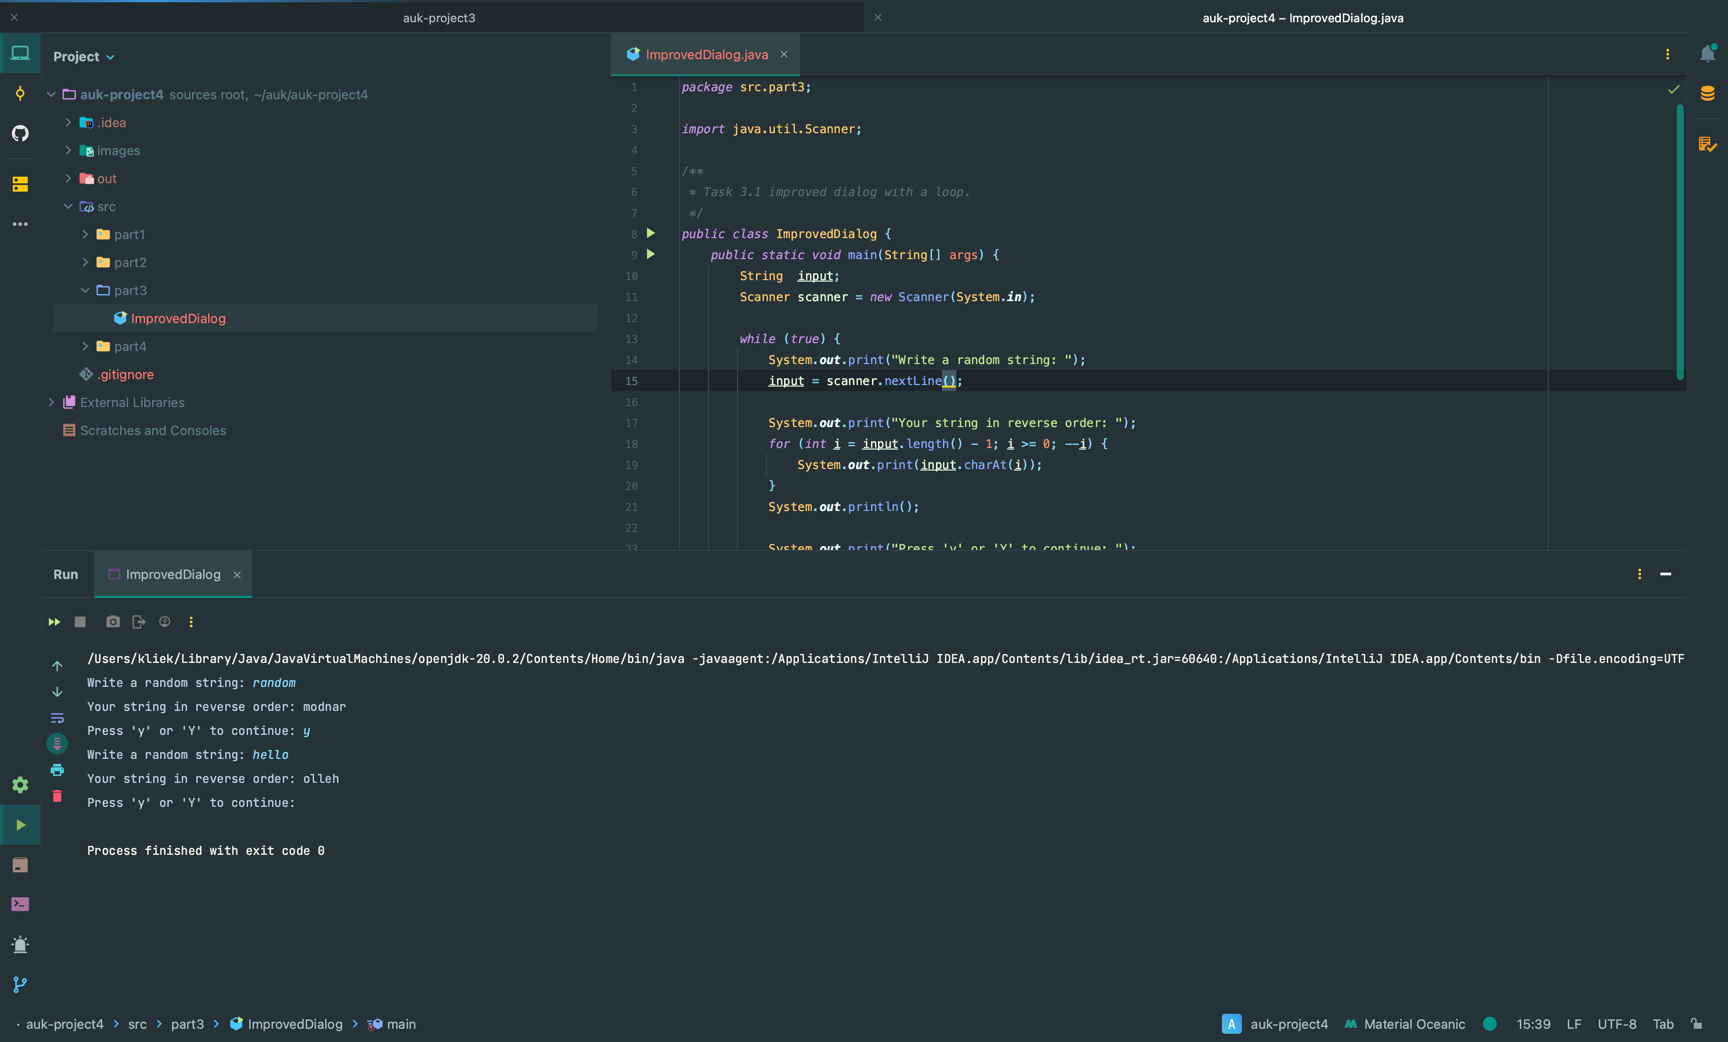 auk-project3
auk-project4 – ImprovedDialog.java
Project
ImprovedDialog.java
auk-project4 sources root, ~/auk/auk-project4
.idea
images
out
src
part1
part2
part3
ImprovedDialog
part4
.gitignore
External Libraries
Scratches and Consoles
1 package src.part3;
2
3 import java.util.Scanner;
4
5 /**
6 * Task 3.1 improved dialog with a loop.
7 */
8 public class ImprovedDialog {
9 public static void main(String[] args) {
10 String  input;
11 Scanner scanner = new Scanner(System.in);
12
13 while (true) {
14 System.out.print("Write a random string: ");
15 input = scanner.nextLine();
16
17 System.out.print("Your string in reverse order: ");
18 for (int i = input.length() - 1; i >= 0; --i) {
19 System.out.print(input.charAt(i));
20 }
21 System.out.println();
22
23 System.out.print("Press 'y' or 'Y' to continue: ");
Run
ImprovedDialog
/Users/kliek/Library/Java/JavaVirtualMachines/openjdk-20.0.2/Contents/Home/bin/java -javaagent:/Applications/IntelliJ IDEA.app/Contents/lib/idea_rt.jar=60640:/Applications/IntelliJ IDEA.app/Contents/bin -Dfile.encoding=UTF
Write a random string: random
Your string in reverse order: modnar
Press 'y' or 'Y' to continue: y
Write a random string: hello
Your string in reverse order: olleh
Press 'y' or 'Y' to continue:
Process finished with exit code 0
auk-project4 > src > part3 > ImprovedDialog > main
A auk-project4 Material Oceanic 15:39 LF UTF-8 Tab